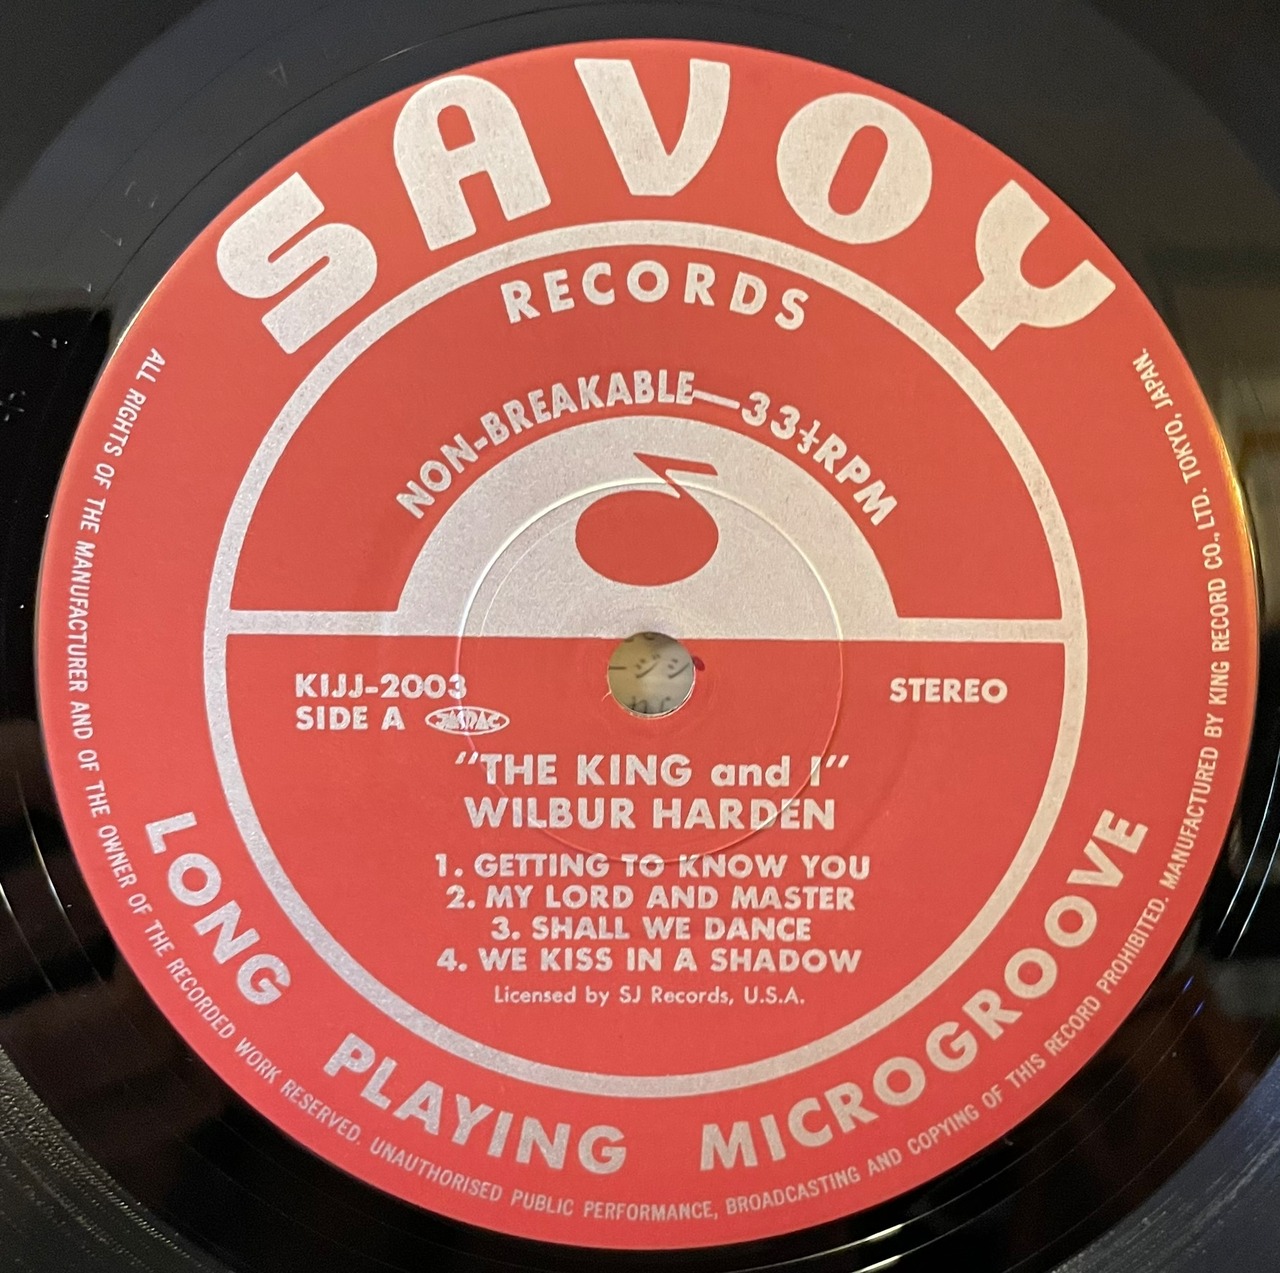 SAVOY
RECORDS
NON-BREAKABLE—33⅓RPM
KIJJ-2003
STEREO
SIDE A
"THE KING and I"
WILBUR HARDEN
1. GETTING TO KNOW YOU
2. MY LORD AND MASTER
3. SHALL WE DANCE
4. WE KISS IN A SHADOW
Licensed by SJ Records, U.S.A.
LONG PLAYING MICROGROOVE
ALL RIGHTS OF THE MANUFACTURER AND OF THE OWNER OF THE RECORDED WORK RESERVED. UNAUTHORISED PUBLIC PERFORMANCE, BROADCASTING AND COPYING OF THIS RECORD PROHIBITED. MANUFACTURED BY KING RECORD CO., LTD. TOKYO, JAPAN.